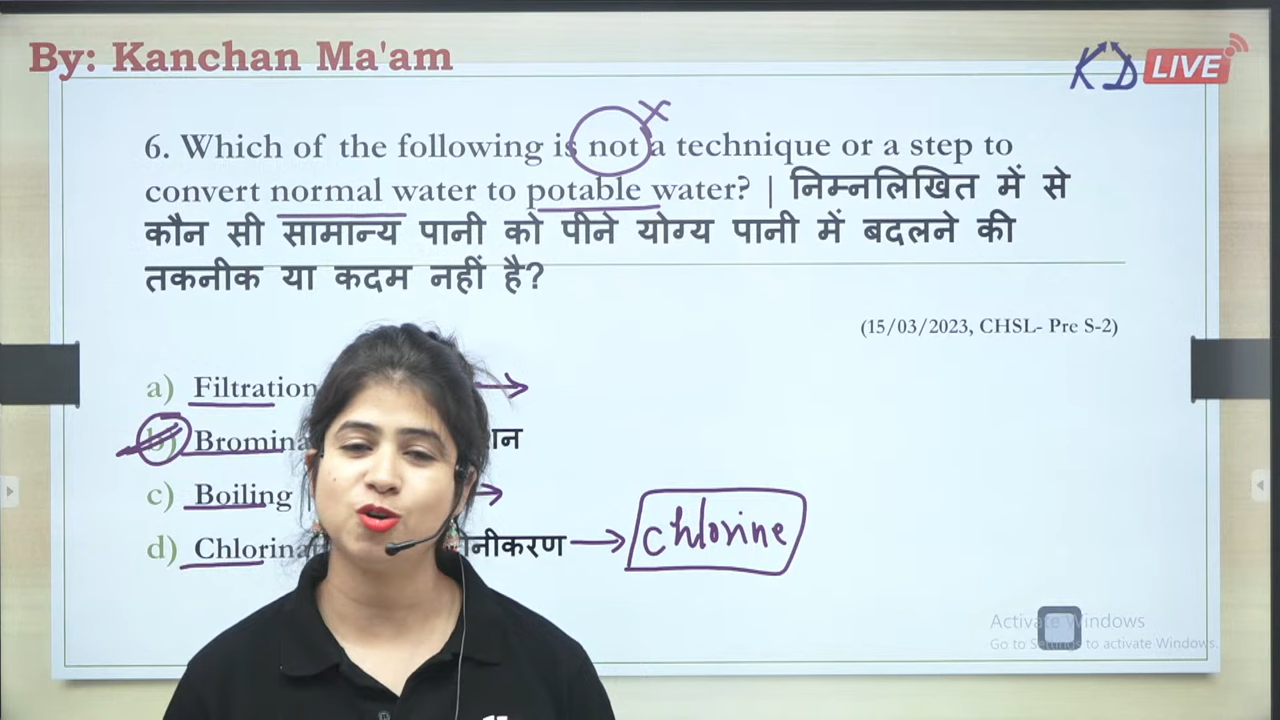 By: Kanchan Ma'am
KD LIVE
6. Which of the following is not a technique or a step to
convert normal water to potable water? | निम्नलिखित में से
कौन सी सामान्य पानी को पीने योग्य पानी में बदलने की
तकनीक या कदम नहीं है?
(15/03/2023, CHSL- Pre S-2)
a) Filtration
b) Bromina
c) Boiling
d) Chlorina नीकरण → chlorine
Activate Windows
Go to Settings to activate Windows.